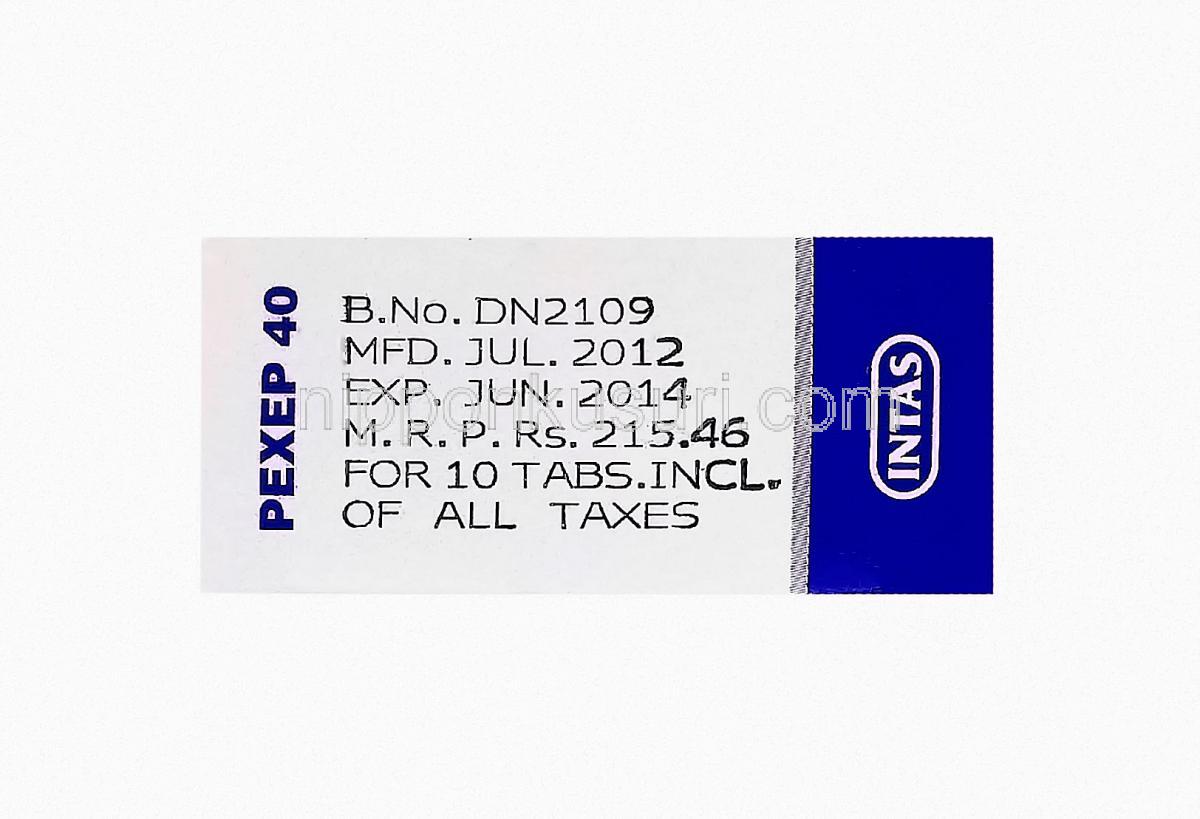 PEXEP 40
B.No. DN2109
MFD. JUL. 2012
EXP. JUN. 2014
M. R. P. Rs. 215.46
FOR 10 TABS.INCL.
OF ALL TAXES
INTAS
nipponkusuri.com